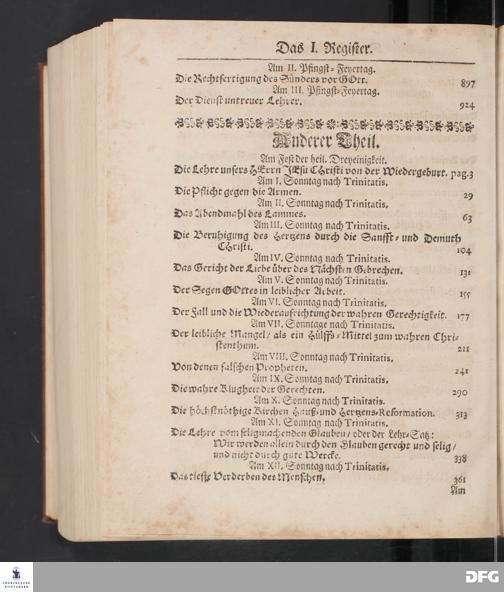 Das I. Register.
Am II. Pfingst-Feyertag.
Die Rechtfertigung des Sünders vor GOtt. 897
Am III. Pfingst-Feyertag.
Der Dienst untreuer Lehrer. 924
Anderer Theil.
Am Fest der heil. Dreyeinigkeit.
Die Lehre unsers HErrn JEsu CHristi von der Wiedergeburt. pag. 3
Am I. Sonntag nach Trinitatis.
Die Pflicht gegen die Armen. 29
Am II. Sonntag nach Trinitatis.
Das Abendmahl des Lammes. 63
Am III. Sonntag nach Trinitatis.
Die Beruhigung des Hertzens durch die Sanfft- und Demuth
CHristi. 104
Am IV. Sonntag nach Trinitatis.
Das Gericht der Liebe über des Nächsten Gebrechen. 131
Am V. Sonntag nach Trinitatis.
Der Segen GOttes in leiblicher Arbeit. 155
Am VI. Sonntag nach Trinitatis.
Der Fall und die Wiederaufrichtung der wahren Gerechtigkeit. 177
Am VII. Sonntage nach Trinitatis.
Der leibliche Mangel/ als ein Hülffs-Mittel zum wahren Chri-
stenthum. 221
Am VIII. Sonntag nach Trinitatis.
Von denen falschen Propheten. 241
Am IX. Sonntag nach Trinitatis.
Die wahre Klugheit der Gerechten. 290
Am X. Sonntag nach Trinitatis.
Die höchstnöthige Kirchen Hauß- und Hertzens-Reformation. 313
Am XI. Sonntag nach Trinitatis.
Die Lehre vom seligmachenden Glauben/ oder der Lehr-Satz:
Wir werden allein durch den Glauben gerecht und selig/
und nicht durch gute Wercke. 338
Am XII. Sonntag nach Trinitatis.
Das tieffe Verderben des Menschen. 361
Am
FRANCKESCHE
STIFTUNGEN
DFG